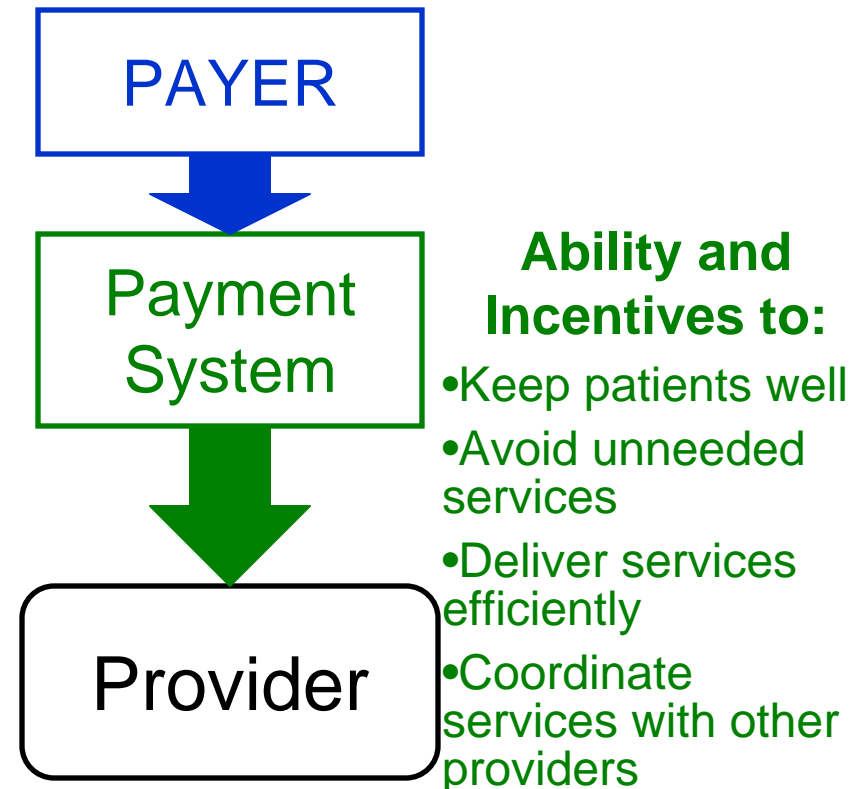 PAYER
Payment
System
Provider
Ability and
Incentives to:
•Keep patients well
•Avoid unneeded
services
•Deliver services
efficiently
•Coordinate
services with other
providers